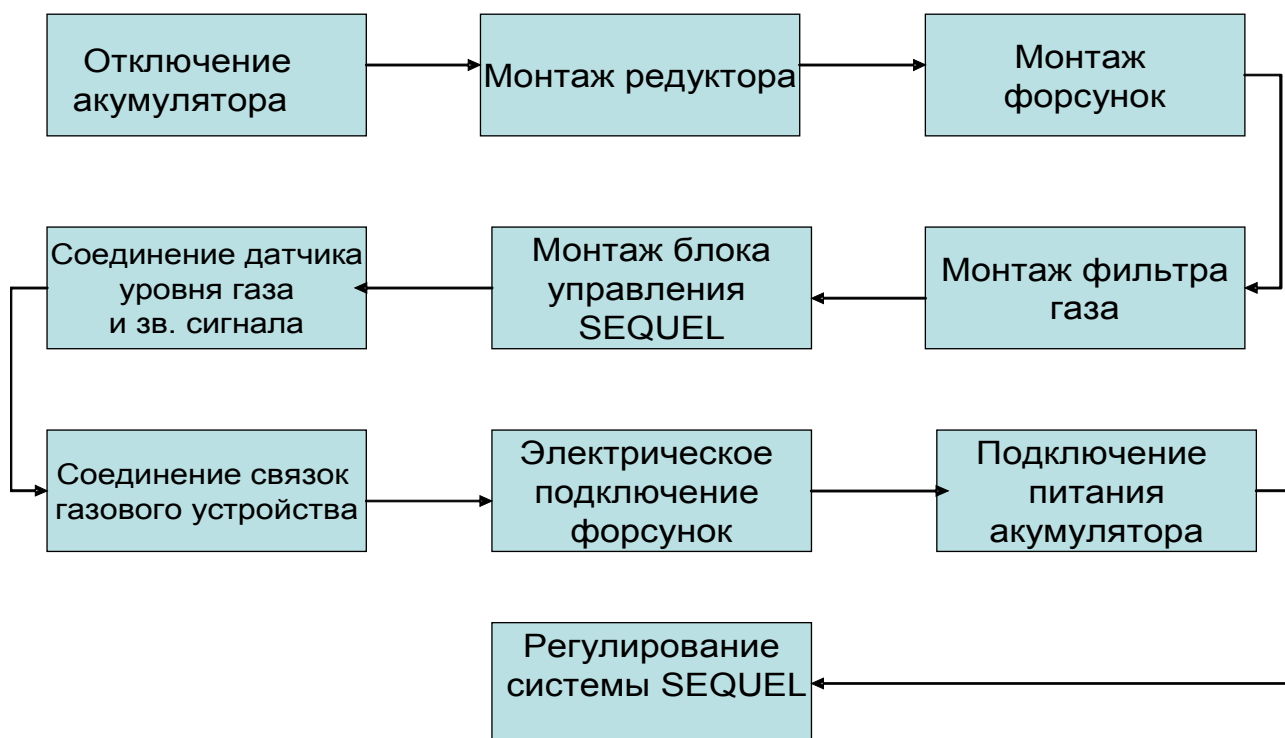 Отключение
акумулятора
Монтаж редуктора
Монтаж
форсунок
Соединение датчика
уровня газа
и зв. сигнала
Монтаж блока
управления
SEQUEL
Монтаж фильтра
газа
Соединение связок
газового устройства
Электрическое
подключение
форсунок
Подключение
питания
акумулятора
Регулирование
системы SEQUEL